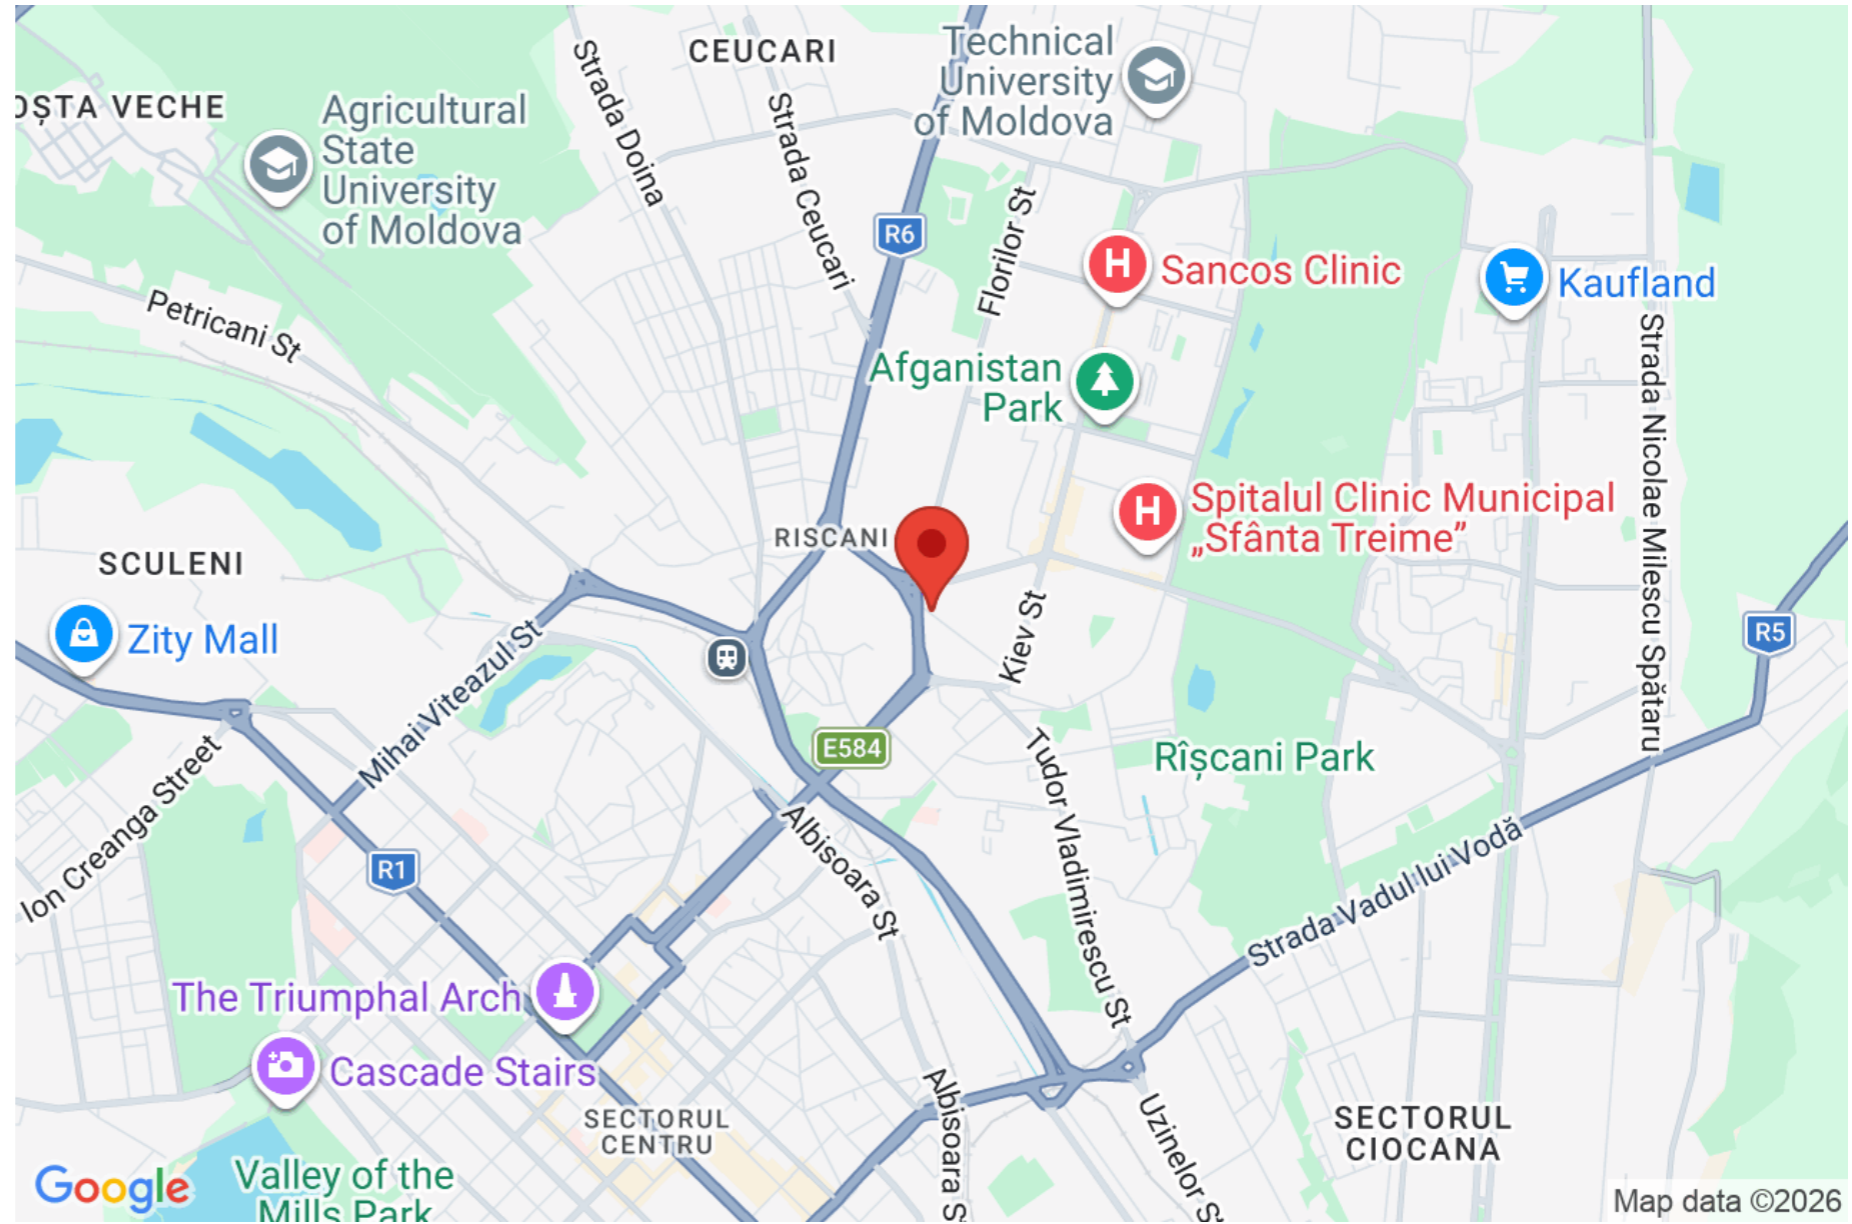 CEUCARI
Technical
University
of Moldova
OȘTA VECHE
Agricultural
State
University
of Moldova
Strada Doina
Strada Ceucari
R6
Florilor St
H
Sancos Clinic
Kaufland
Petricani St
Afganistan
Park
Strada Nicolae Milescu Spătaru
RISCANI
H
Spitalul Clinic Municipal
„Sfânta Treime”
SCULENI
Zity Mall
Mihai Viteazul St
Kiev St
R5
Ion Creanga Street
E584
Tudor Vladimirescu St
Rîșcani Park
R1
Albisoara St
Strada Vadul lui Vodă
The Triumphal Arch
Cascade Stairs
SECTORUL
CENTRU
Albisoara S
Uzinelor St
SECTORUL
CIOCANA
Google
Valley of the
Mills Park
Map data ©2026